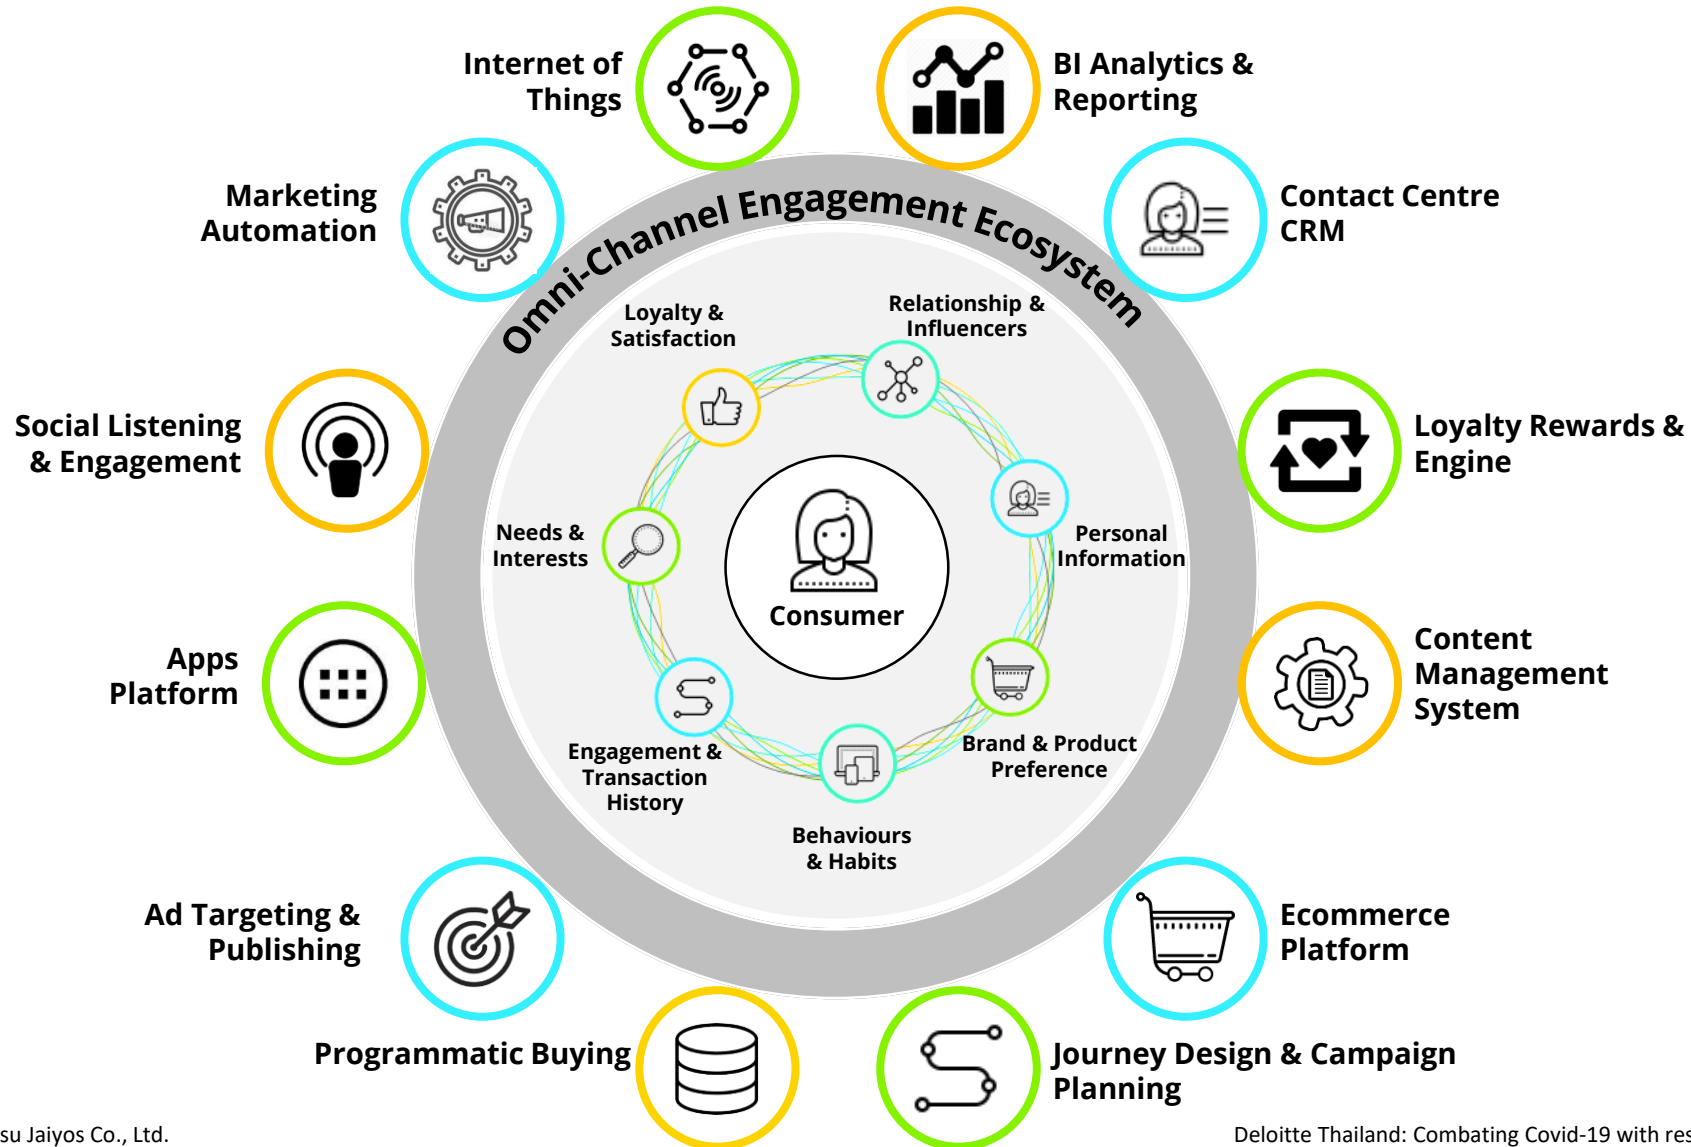 Internet of
Things
BI Analytics &
Reporting
Marketing
Automation
Contact Centre
CRM
Omni-Channel Engagement Ecosystem
Loyalty &
Satisfaction
Relationship &
Influencers
Social Listening
& Engagement
Loyalty Rewards &
Engine
Needs &
Interests
Personal
Information
Consumer
Apps
Platform
Content
Management
System
Engagement &
Transaction
History
Brand & Product
Preference
Behaviours
& Habits
Ad Targeting &
Publishing
Ecommerce
Platform
Programmatic Buying
Journey Design & Campaign
Planning
su Jaiyos Co., Ltd.
Deloitte Thailand: Combating Covid-19 with res